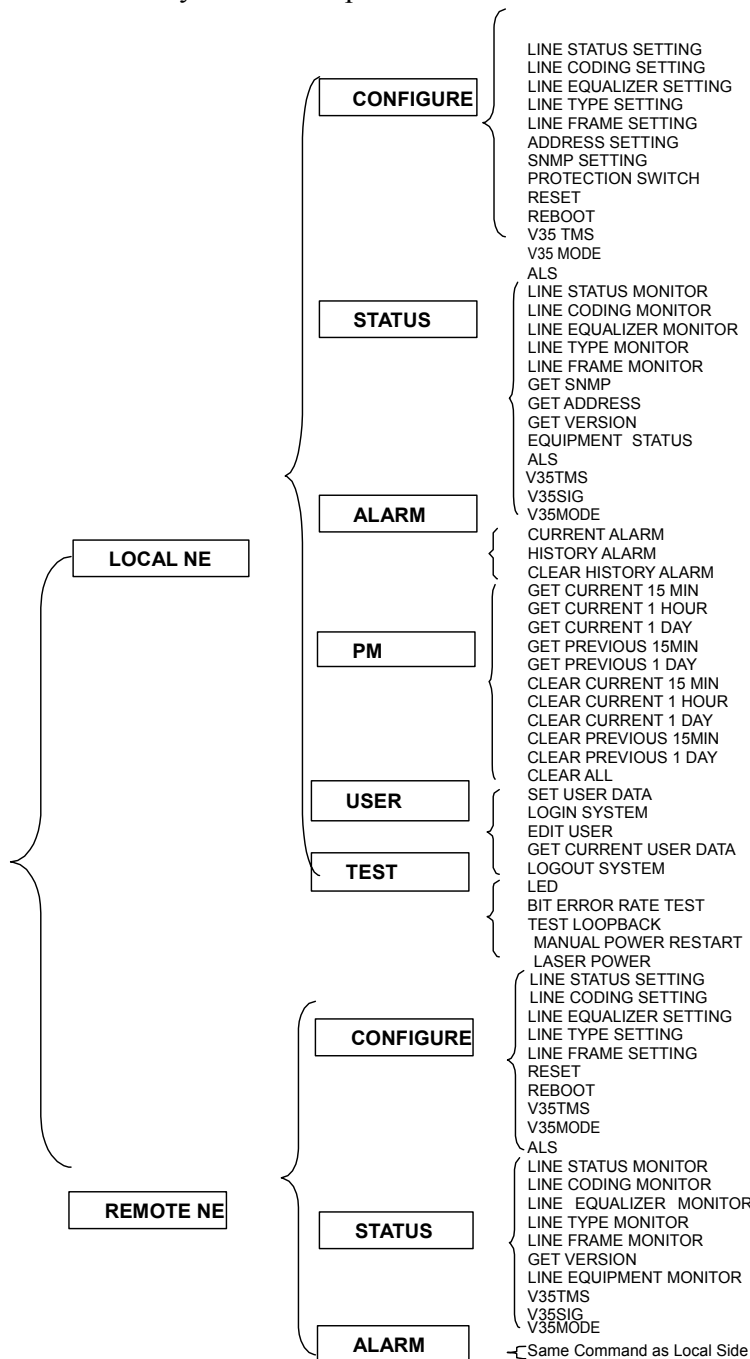 CONFIGURE
LINE STATUS SETTING
LINE CODING SETTING
LINE EQUALIZER SETTING
LINE TYPE SETTING
LINE FRAME SETTING
ADDRESS SETTING
SNMP SETTING
PROTECTION SWITCH
RESET
REBOOT
V35 TMS
V35 MODE
ALS
STATUS
LINE STATUS MONITOR
LINE CODING MONITOR
LINE EQUALIZER MONITOR
LINE TYPE MONITOR
LINE FRAME MONITOR
GET SNMP
GET ADDRESS
GET VERSION
EQUIPMENT STATUS
ALS
V35TMS
V35SIG
V35MODE
ALARM
CURRENT ALARM
HISTORY ALARM
CLEAR HISTORY ALARM
LOCAL NE
PM
GET CURRENT 15 MIN
GET CURRENT 1 HOUR
GET CURRENT 1 DAY
GET PREVIOUS 15MIN
GET PREVIOUS 1 DAY
CLEAR CURRENT 15 MIN
CLEAR CURRENT 1 HOUR
CLEAR CURRENT 1 DAY
CLEAR PREVIOUS 15MIN
CLEAR PREVIOUS 1 DAY
CLEAR ALL
USER
SET USER DATA
LOGIN SYSTEM
EDIT USER
GET CURRENT USER DATA
LOGOUT SYSTEM
TEST
LED
BIT ERROR RATE TEST
TEST LOOPBACK
MANUAL POWER RESTART
LASER POWER
CONFIGURE
LINE STATUS SETTING
LINE CODING SETTING
LINE EQUALIZER SETTING
LINE TYPE SETTING
LINE FRAME SETTING
RESET
REBOOT
V35TMS
V35MODE
ALS
REMOTE NE
STATUS
LINE STATUS MONITOR
LINE CODING MONITOR
LINE EQUALIZER MONITOR
LINE TYPE MONITOR
LINE FRAME MONITOR
GET VERSION
LINE EQUIPMENT MONITOR
V35TMS
V35SIG
V35MODE
ALARM
Same Command as Local Side